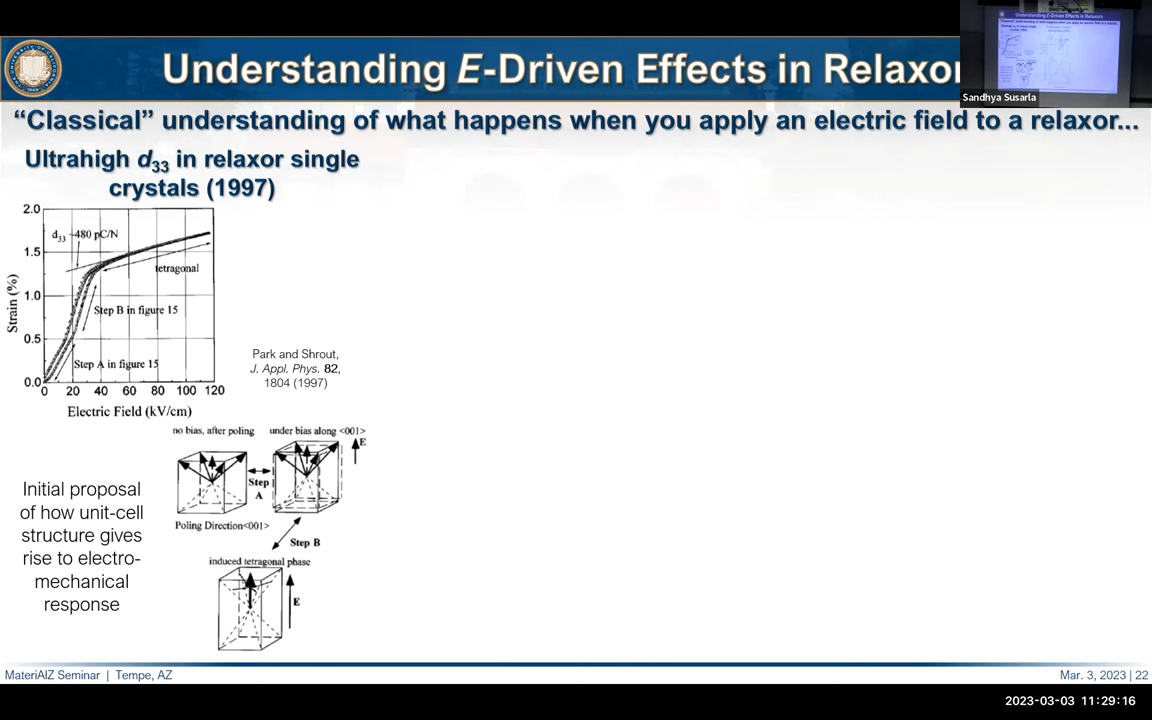 Understanding E-Driven Effects in Relaxor
Sandhya Susarla
“Classical” understanding of what happens when you apply an electric field to a relaxor...
Ultrahigh d33 in relaxor single
crystals (1997)
2.0
1.5
1.0
0.5
0.0
Strain (%)
d33 ~480 pC/N
tetragonal
Step B in figure 15
Step A in figure 15
0 20 40 60 80 100 120
Electric Field (kV/cm)
Park and Shrout,
J. Appl. Phys. 82,
1804 (1997)
no bias, after poling
under bias along <001>
E
Step
A
Poling Direction<001>
Step B
induced tetragonal phase
E
Initial proposal
of how unit-cell
structure gives
rise to electro-
mechanical
response
MateriAlZ Seminar | Tempe, AZ
Mar. 3, 2023 | 22
2023-03-03 11:29:16